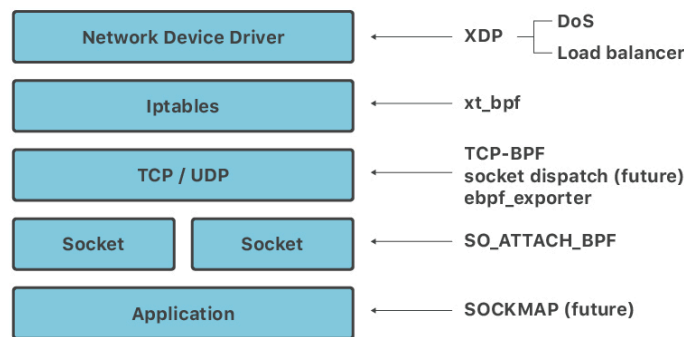 Network Device Driver
XDP
DoS
Load balancer
Iptables
xt_bpf
TCP / UDP
TCP-BPF
socket dispatch (future)
ebpf_exporter
Socket
Socket
SO_ATTACH_BPF
Application
SOCKMAP (future)